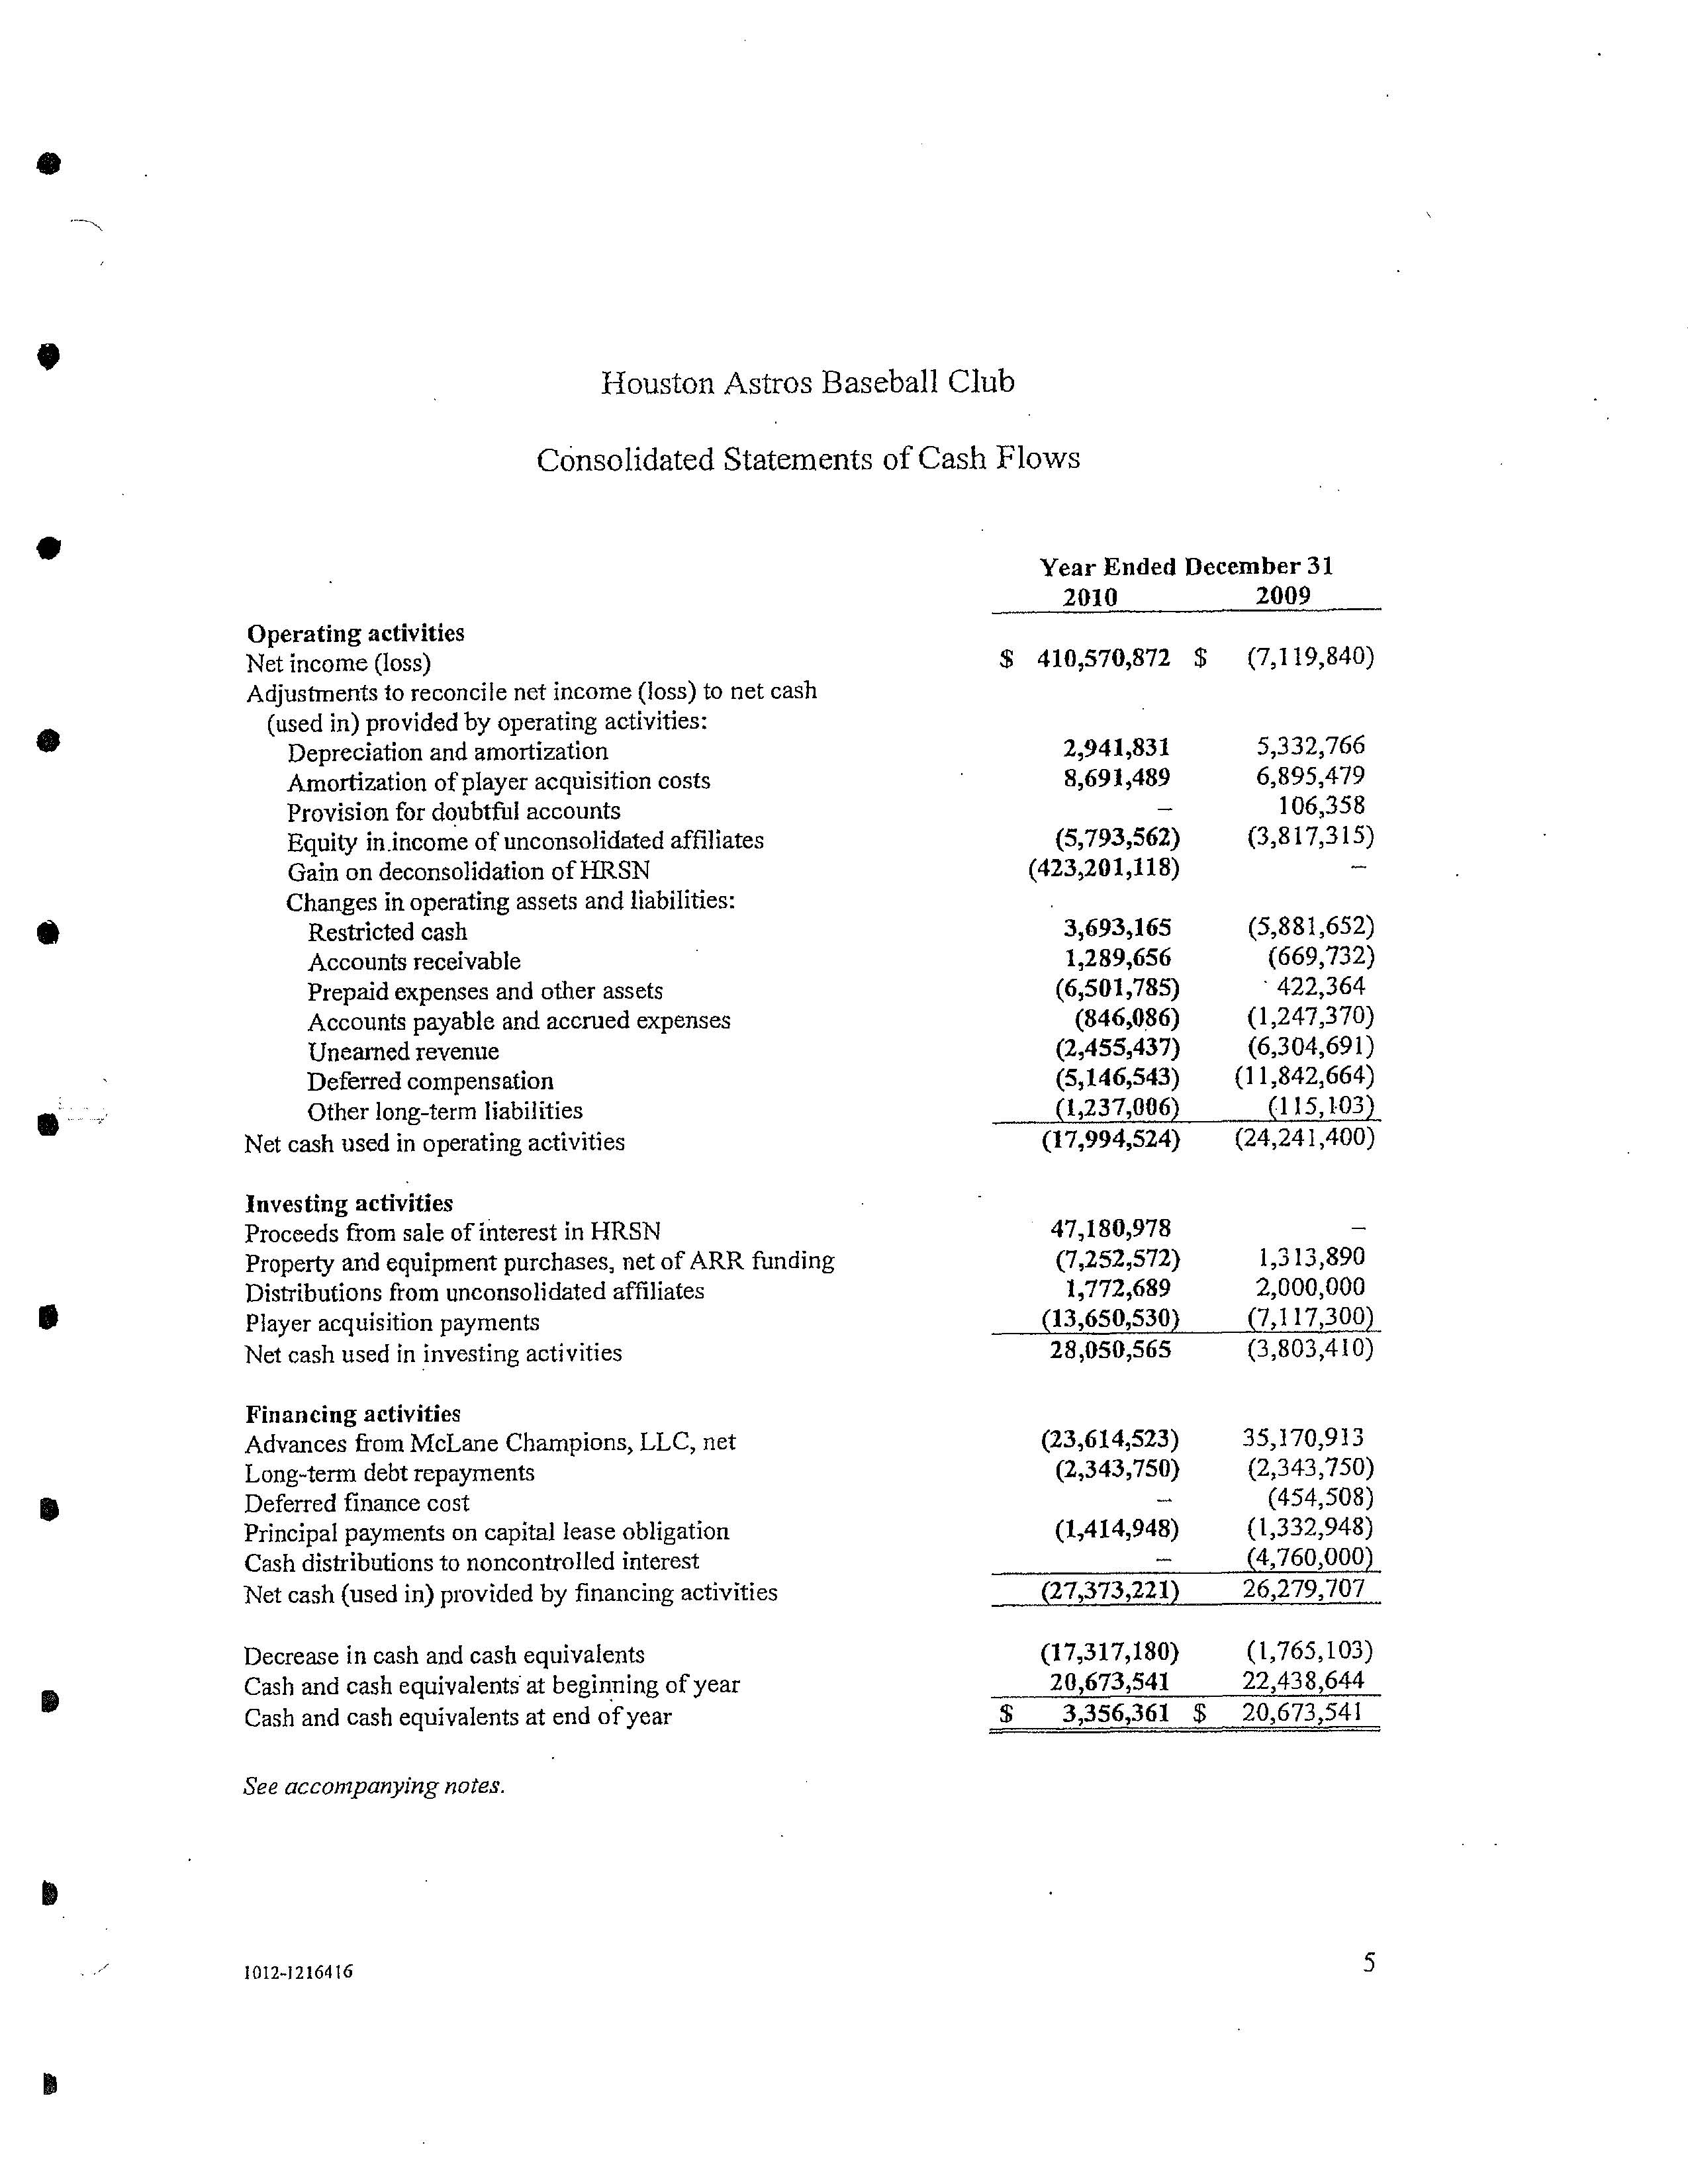 Houston Astros Baseball Club
Consolidated Statements of Cash Flows
Year Ended December 31
2010 2009
Operating activities
Net income (loss) $ 410,570,872 $ (7,119,840)
Adjustments to reconcile net income (loss) to net cash
(used in) provided by operating activities:
Depreciation and amortization 2,941,831 5,332,766
Amortization of player acquisition costs 8,691,489 6,895,479
Provision for doubtful accounts – 106,358
Equity in income of unconsolidated affiliates (5,793,562) (3,817,315)
Gain on deconsolidation of HRSN (423,201,118) –
Changes in operating assets and liabilities:
Restricted cash 3,693,165 (5,881,652)
Accounts receivable 1,289,656 (669,732)
Prepaid expenses and other assets (6,501,785) 422,364
Accounts payable and accrued expenses (846,086) (1,247,370)
Unearned revenue (2,455,437) (6,304,691)
Deferred compensation (5,146,543) (11,842,664)
Other long-term liabilities (1,237,006) (115,103)
Net cash used in operating activities (17,994,524) (24,241,400)
Investing activities
Proceeds from sale of interest in HRSN 47,180,978 –
Property and equipment purchases, net of ARR funding (7,252,572) 1,313,890
Distributions from unconsolidated affiliates 1,772,689 2,000,000
Player acquisition payments (13,650,530) (7,117,300)
Net cash used in investing activities 28,050,565 (3,803,410)
Financing activities
Advances from McLane Champions, LLC, net (23,614,523) 35,170,913
Long-term debt repayments (2,343,750) (2,343,750)
Deferred finance cost – (454,508)
Principal payments on capital lease obligation (1,414,948) (1,332,948)
Cash distributions to noncontrolled interest – (4,760,000)
Net cash (used in) provided by financing activities (27,373,221) 26,279,707
Decrease in cash and cash equivalents (17,317,180) (1,765,103)
Cash and cash equivalents at beginning of year 20,673,541 22,438,644
Cash and cash equivalents at end of year $ 3,356,361 $ 20,673,541
See accompanying notes.
1012-1216416 5